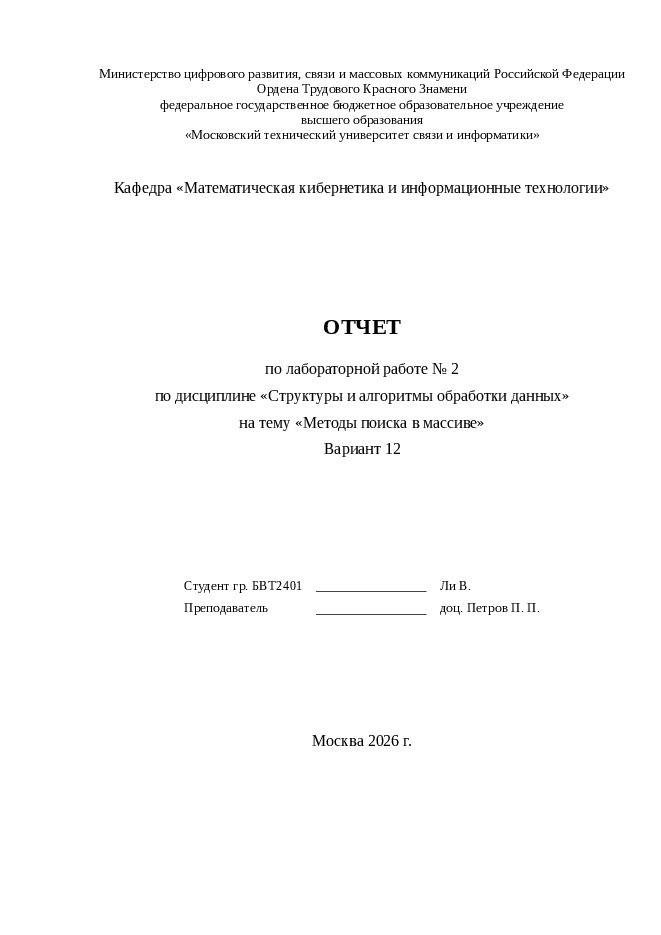 Министерство цифрового развития, связи и массовых коммуникаций Российской Федерации
Ордена Трудового Красного Знамени
федеральное государственное бюджетное образовательное учреждение
высшего образования
«Московский технический университет связи и информатики»
Кафедра «Математическая кибернетика и информационные технологии»
ОТЧЕТ
по лабораторной работе № 2
по дисциплине «Структуры и алгоритмы обработки данных»
на тему «Методы поиска в массиве»
Вариант 12
Студент гр. БВТ2401 _________________ Ли В.
Преподаватель _________________ доц. Петров П. П.
Москва 2026 г.